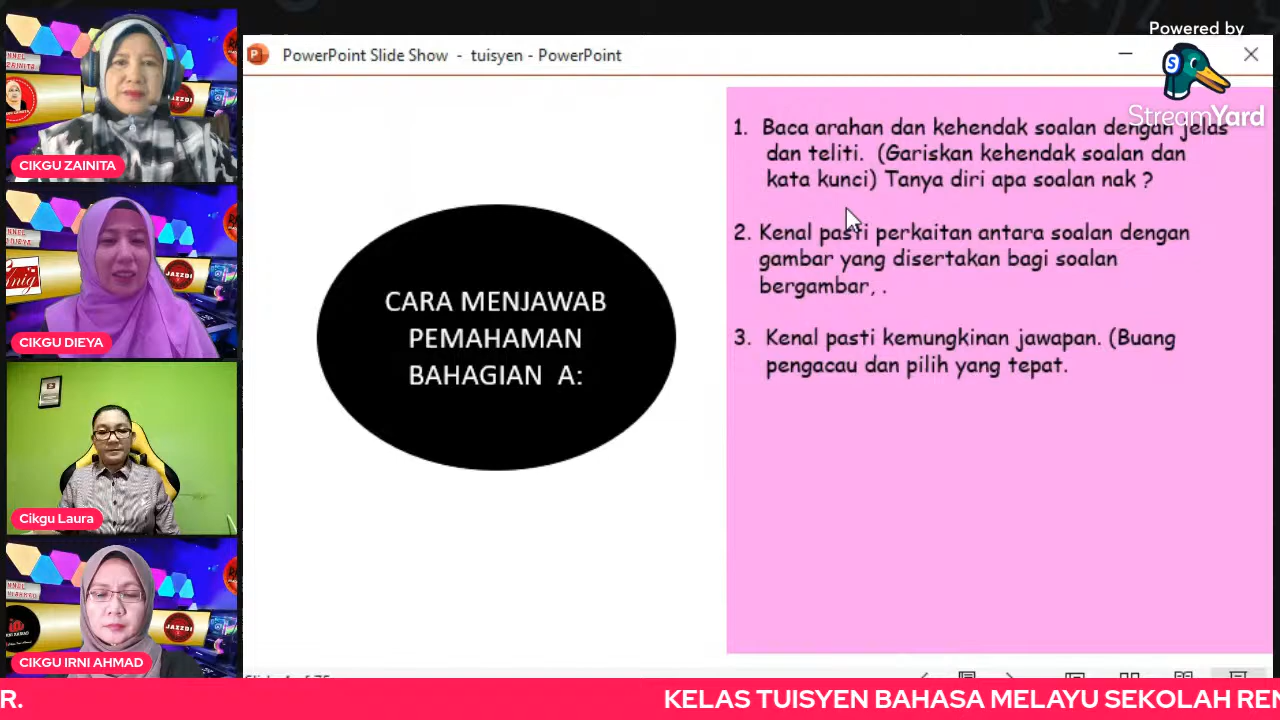 Powered by
StreamYard
PowerPoint Slide Show - tuisyen - PowerPoint
CIKGU ZAINITA
CIKGU DIEYA
Cikgu Laura
CIKGU IRNI AHMAD
JAZZDI
JAZZDI
JAZZDI
CARA MENJAWAB
PEMAHAMAN
BAHAGIAN A:
1. Baca arahan dan kehendak soalan dengan jelas
dan teliti. (Gariskan kehendak soalan dan
kata kunci) Tanya diri apa soalan nak ?
2. Kenal pasti perkaitan antara soalan dengan
gambar yang disertakan bagi soalan
bergambar, .
3. Kenal pasti kemungkinan jawapan. (Buang
pengacau dan pilih yang tepat.
R.
KELAS TUISYEN BAHASA MELAYU SEKOLAH REN